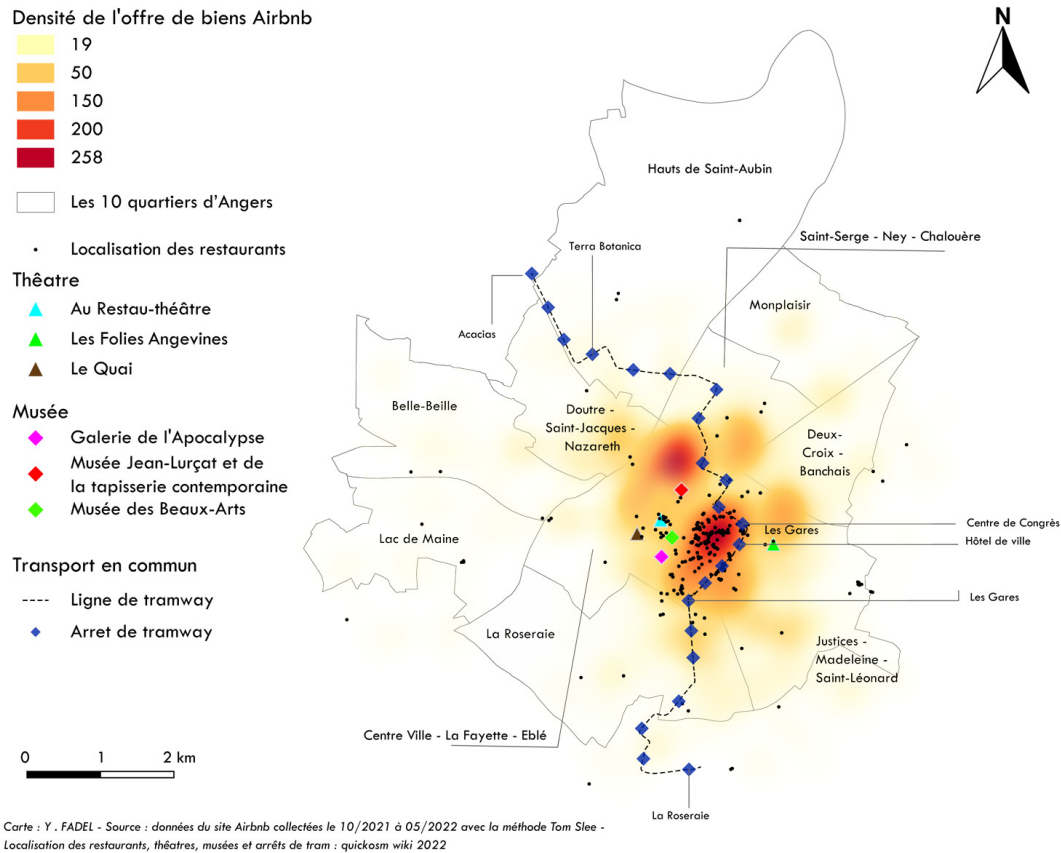 Densité de l'offre de biens Airbnb
19
50
150
200
258
Les 10 quartiers d'Angers
Localisation des restaurants
Thêatre
Au Restau-théâtre
Les Folies Angevines
Le Quai
Musée
Galerie de l'Apocalypse
Musée Jean-Lurçat et de
la tapisserie contemporaine
Musée des Beaux-Arts
Transport en commun
Ligne de tramway
Arret de tramway
0 1 2 km
N
Hauts de Saint-Aubin
Saint-Serge - Ney - Chalouère
Terra Botanica
Monplaisir
Acacias
Belle-Beille
Doutre -
Saint-Jacques -
Nazareth
Deux-
Croix -
Banchais
Lac de Maine
Les Gares
Centre de Congrès
Hôtel de ville
Les Gares
La Roseraie
Justices -
Madeleine -
Saint-Léonard
Centre Ville - La Fayette - Eblé
La Roseraie
Carte : Y . FADEL - Source : données du site Airbnb collectées le 10/2021 à 05/2022 avec la méthode Tom Slee -
Localisation des restaurants, théatres, musées et arrêts de tram : quickosm wiki 2022